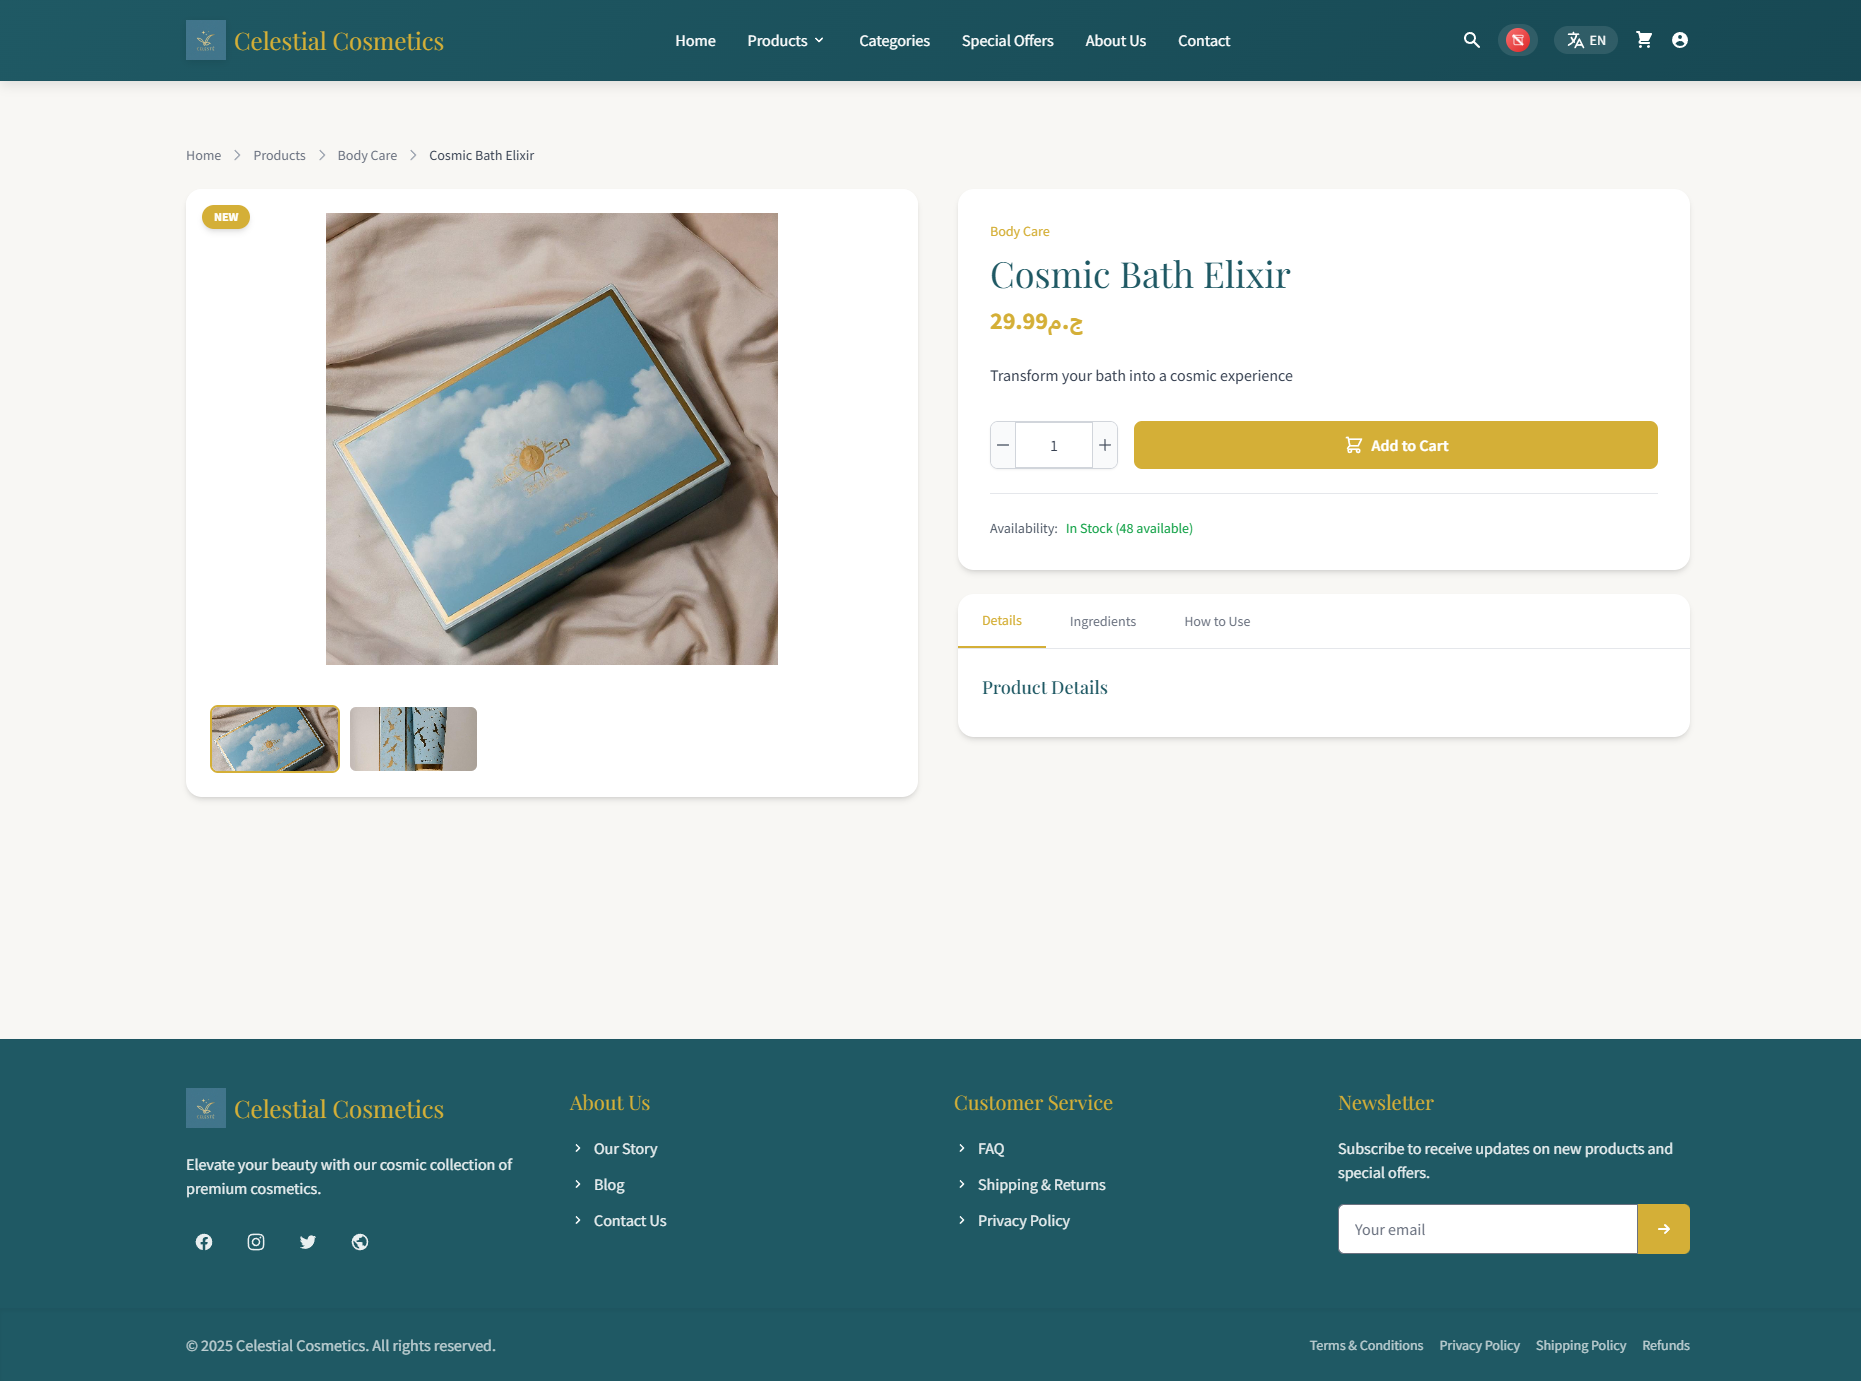 Celestial Cosmetics
Home
Products
Categories
Special Offers
About Us
Contact
EN
Home
Products
Body Care
Cosmic Bath Elixir
NEW
Body Care
Cosmic Bath Elixir
29.99ج.م
Transform your bath into a cosmic experience
1
Add to Cart
Availability: In Stock (48 available)
Details
Ingredients
How to Use
Product Details
Celestial Cosmetics
Elevate your beauty with our cosmic collection of
premium cosmetics.
About Us
Our Story
Blog
Contact Us
Customer Service
FAQ
Shipping & Returns
Privacy Policy
Newsletter
Subscribe to receive updates on new products and
special offers.
Your email
© 2025 Celestial Cosmetics. All rights reserved.
Terms & Conditions
Privacy Policy
Shipping Policy
Refunds